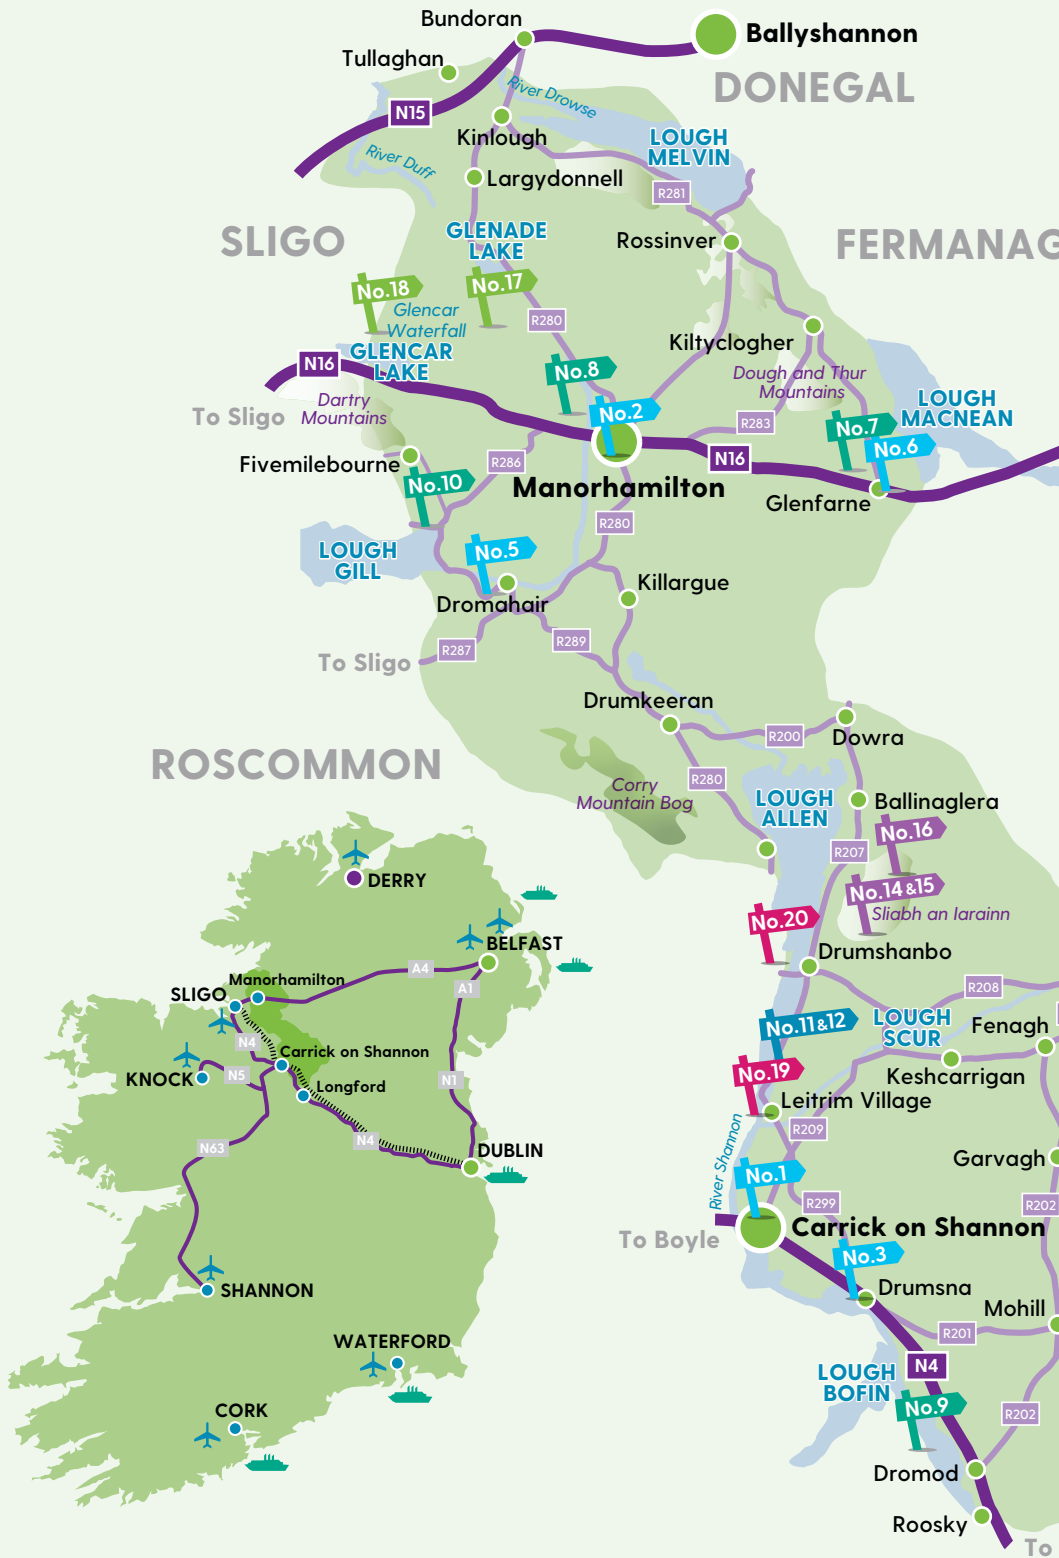 Bundoran
Ballyshannon
Tullaghan
DONEGAL
River Drowse
N15
Kinlough
LOUGH
MELVIN
River Duff
Largydonnell
R281
SLIGO
GLENADE
LAKE
Rossinver
FERMANAG
No.18
No.17
Glencar
Waterfall
R280
Kiltyclogher
GLENCAR
LAKE
N16
No.8
Dough and Thur
Mountains
To Sligo
Dartry
Mountains
No.2
R283
LOUGH
MACNEAN
No.7
No.6
Fivemilebourne
R286
N16
No.10
Manorhamilton
Glenfarne
R280
LOUGH
GILL
No.5
Killargue
Dromahair
R287
R289
To Sligo
Drumkeeran
R200
Dowra
ROSCOMMON
R280
Corry
Mountain Bog
LOUGH
ALLEN
Ballinaglera
No.16
R207
No.14&15
Sliabh an Iarainn
No.20
Drumshanbo
R208
No.11&12
LOUGH
SCUR
Fenagh
No.19
Keshcarrigan
Leitrim Village
R209
River Shannon
Garvagh
No.1
R299
R202
To Boyle
Carrick on Shannon
No.3
Drumsna
Mohill
R201
LOUGH
BOFIN
N4
No.9
R202
Dromod
Roosky
To
DERRY
BELFAST
A4
Manorhamilton
A1
SLIGO
N4
Carrick on Shannon
KNOCK
N5
N1
Longford
N63
N4
DUBLIN
SHANNON
WATERFORD
CORK